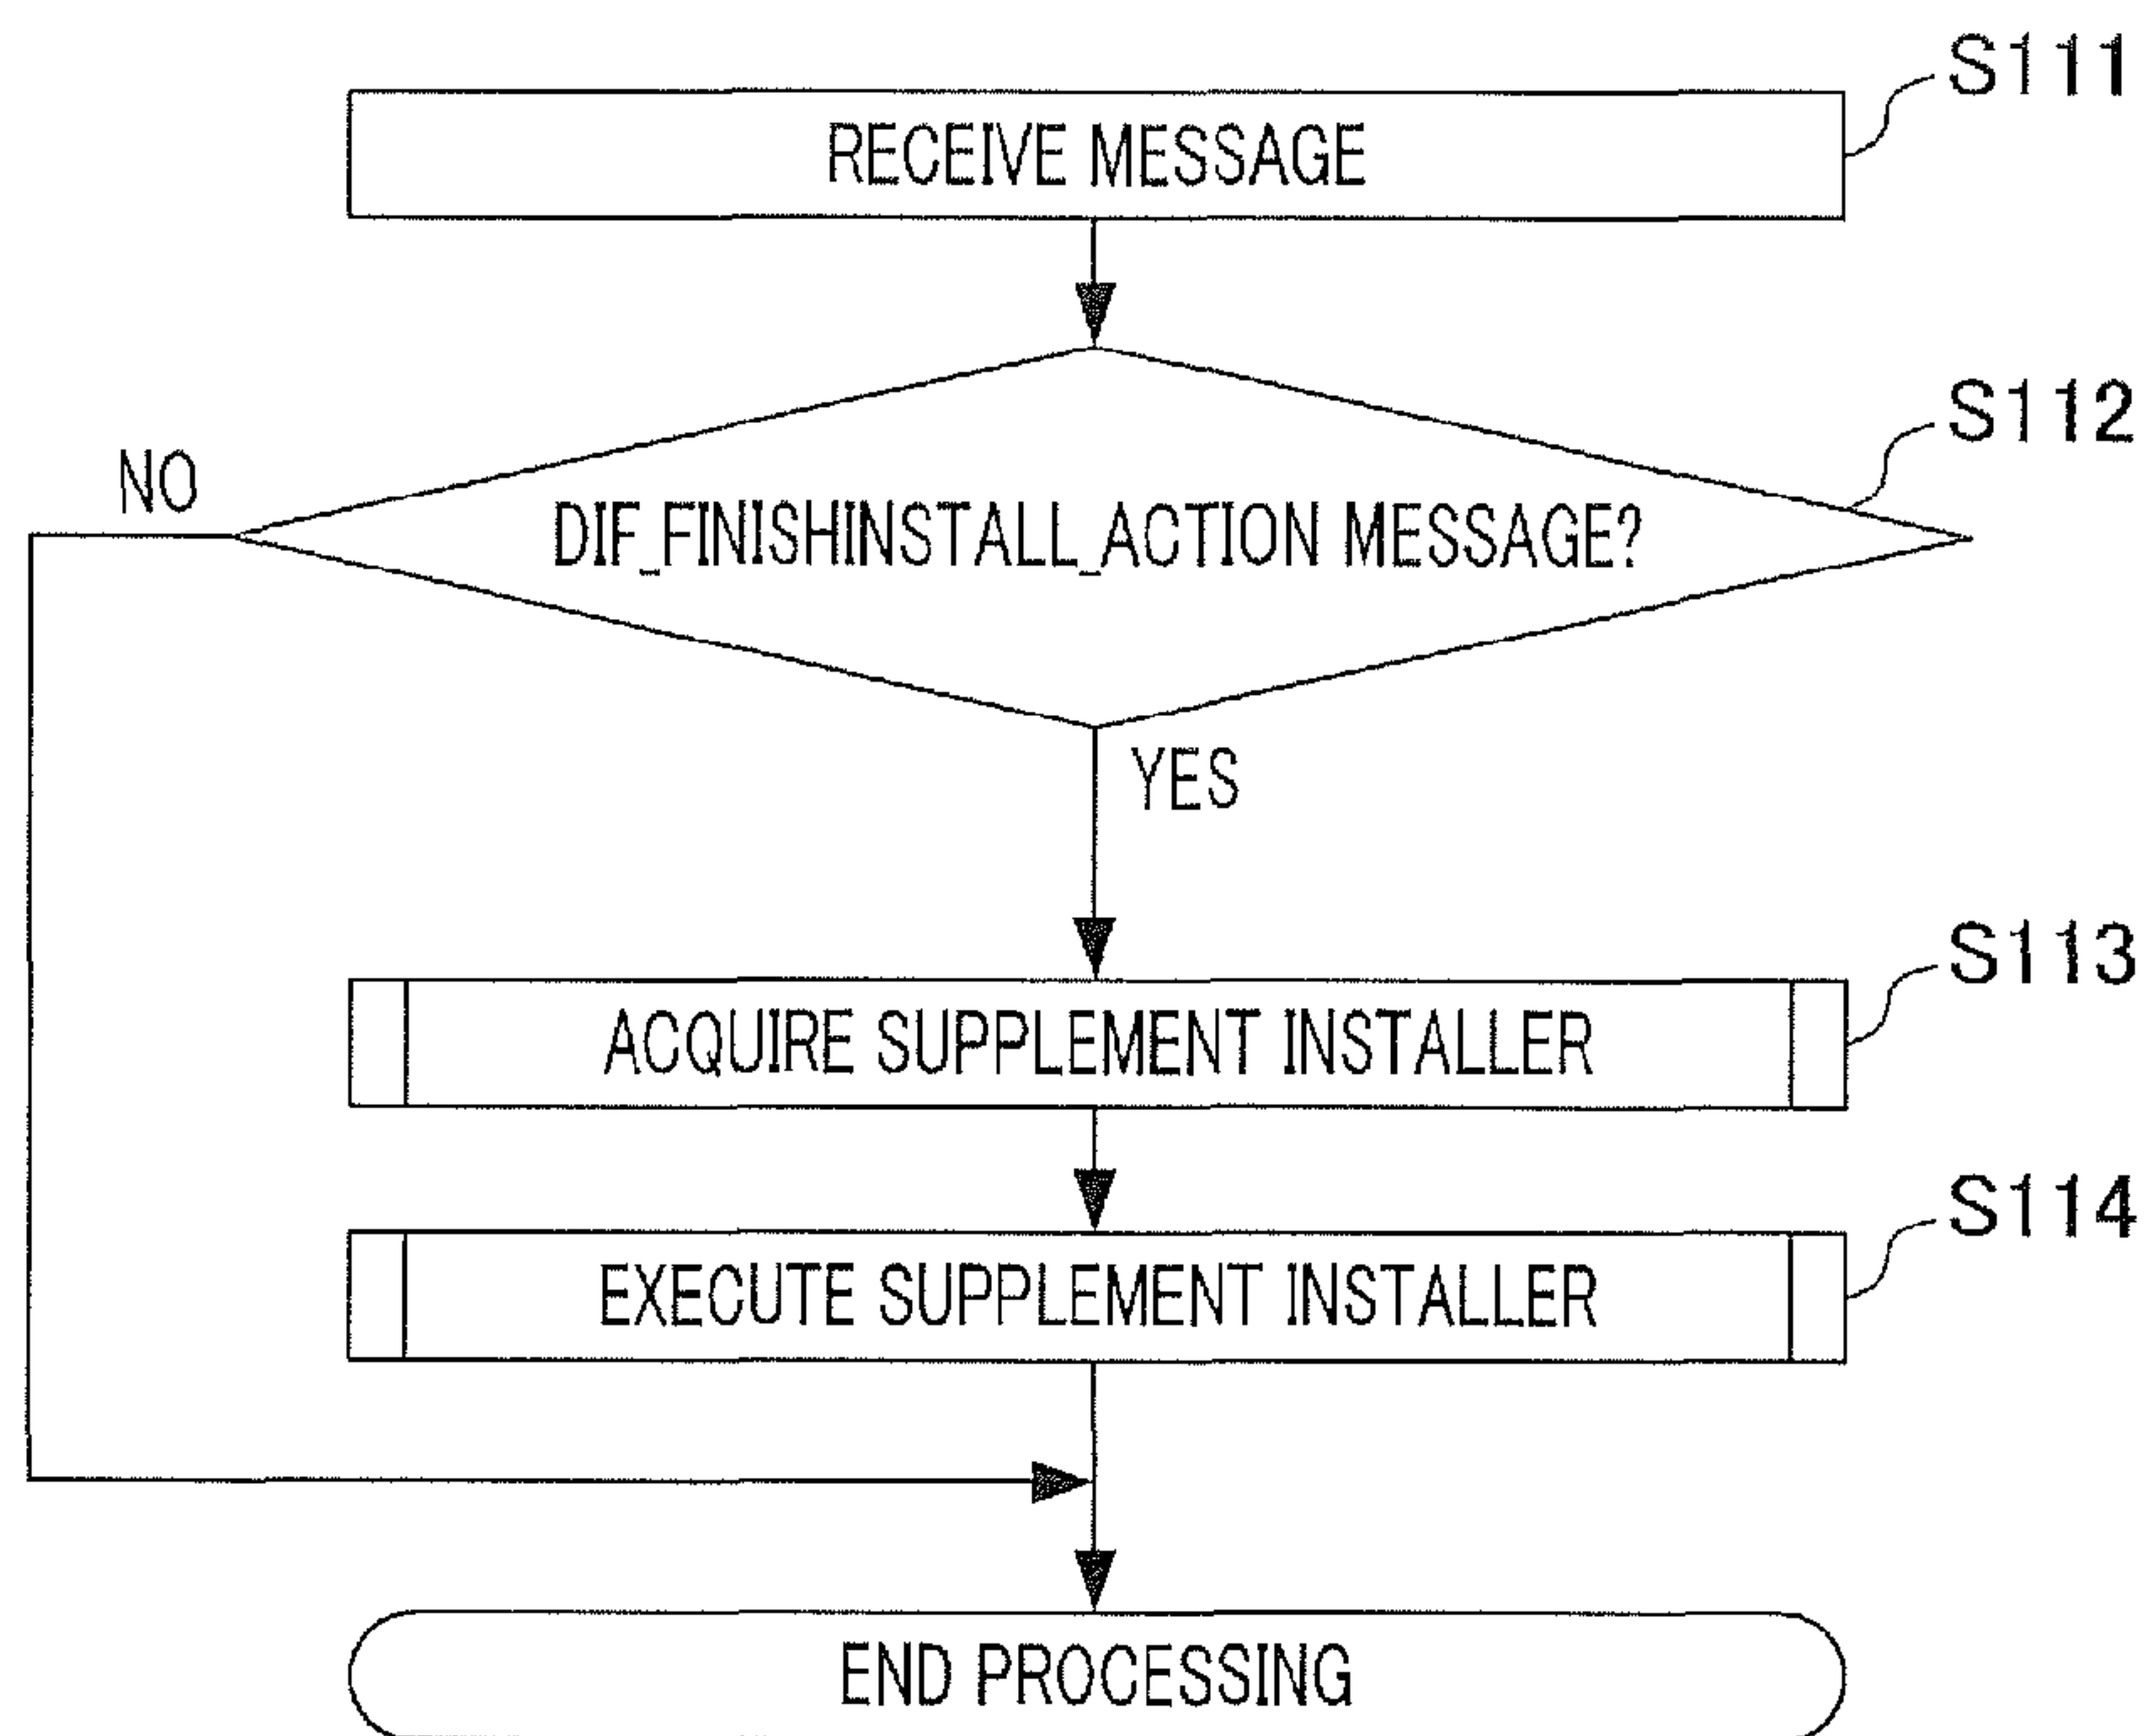 S111
RECEIVE MESSAGE
S112
NO
DIF_FINISHINSTALL_ACTION MESSAGE?
YES
S113
ACQUIRE SUPPLEMENT INSTALLER
S114
EXECUTE SUPPLEMENT INSTALLER
END PROCESSING